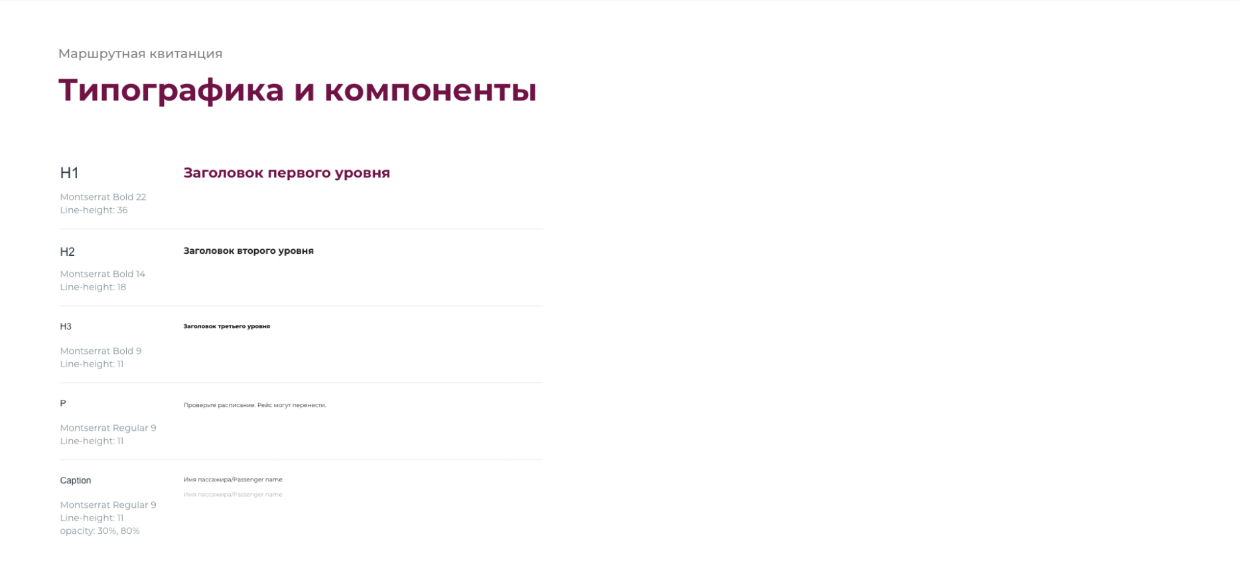 Маршрутная квитанция
Типографика и компоненты
H1
Заголовок первого уровня
Montserrat Bold 22
Line-height: 36
H2
Заголовок второго уровня
Montserrat Bold 14
Line-height: 18
H3
Заголовок третьего уровня
Montserrat Bold 9
Line-height: 11
P
Проверьте расписание. Рейс могут перенести.
Montserrat Regular 9
Line-height: 11
Caption
Имя пассажира/Passenger name
Имя пассажира/Passenger name
Montserrat Regular 9
Line-height: 11
opacity: 30%, 80%